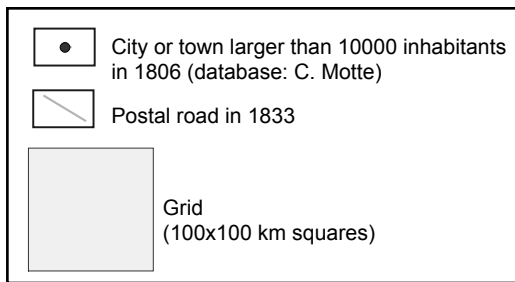 City or town larger than 10000 inhabitants
in 1806 (database: C. Motte)
Postal road in 1833
Grid
(100x100 km squares)